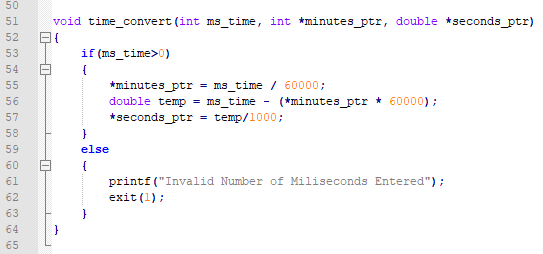 50
51 void time_convert(int ms_time, int *minutes_ptr, double *seconds_ptr)
52 {
53 if(ms_time>0)
54 {
55 *minutes_ptr = ms_time / 60000;
56 double temp = ms_time - (*minutes_ptr * 60000);
57 *seconds_ptr = temp/1000;
58 }
59 else
60 {
61 printf("Invalid Number of Miliseconds Entered");
62 exit(1);
63 }
64 }
65